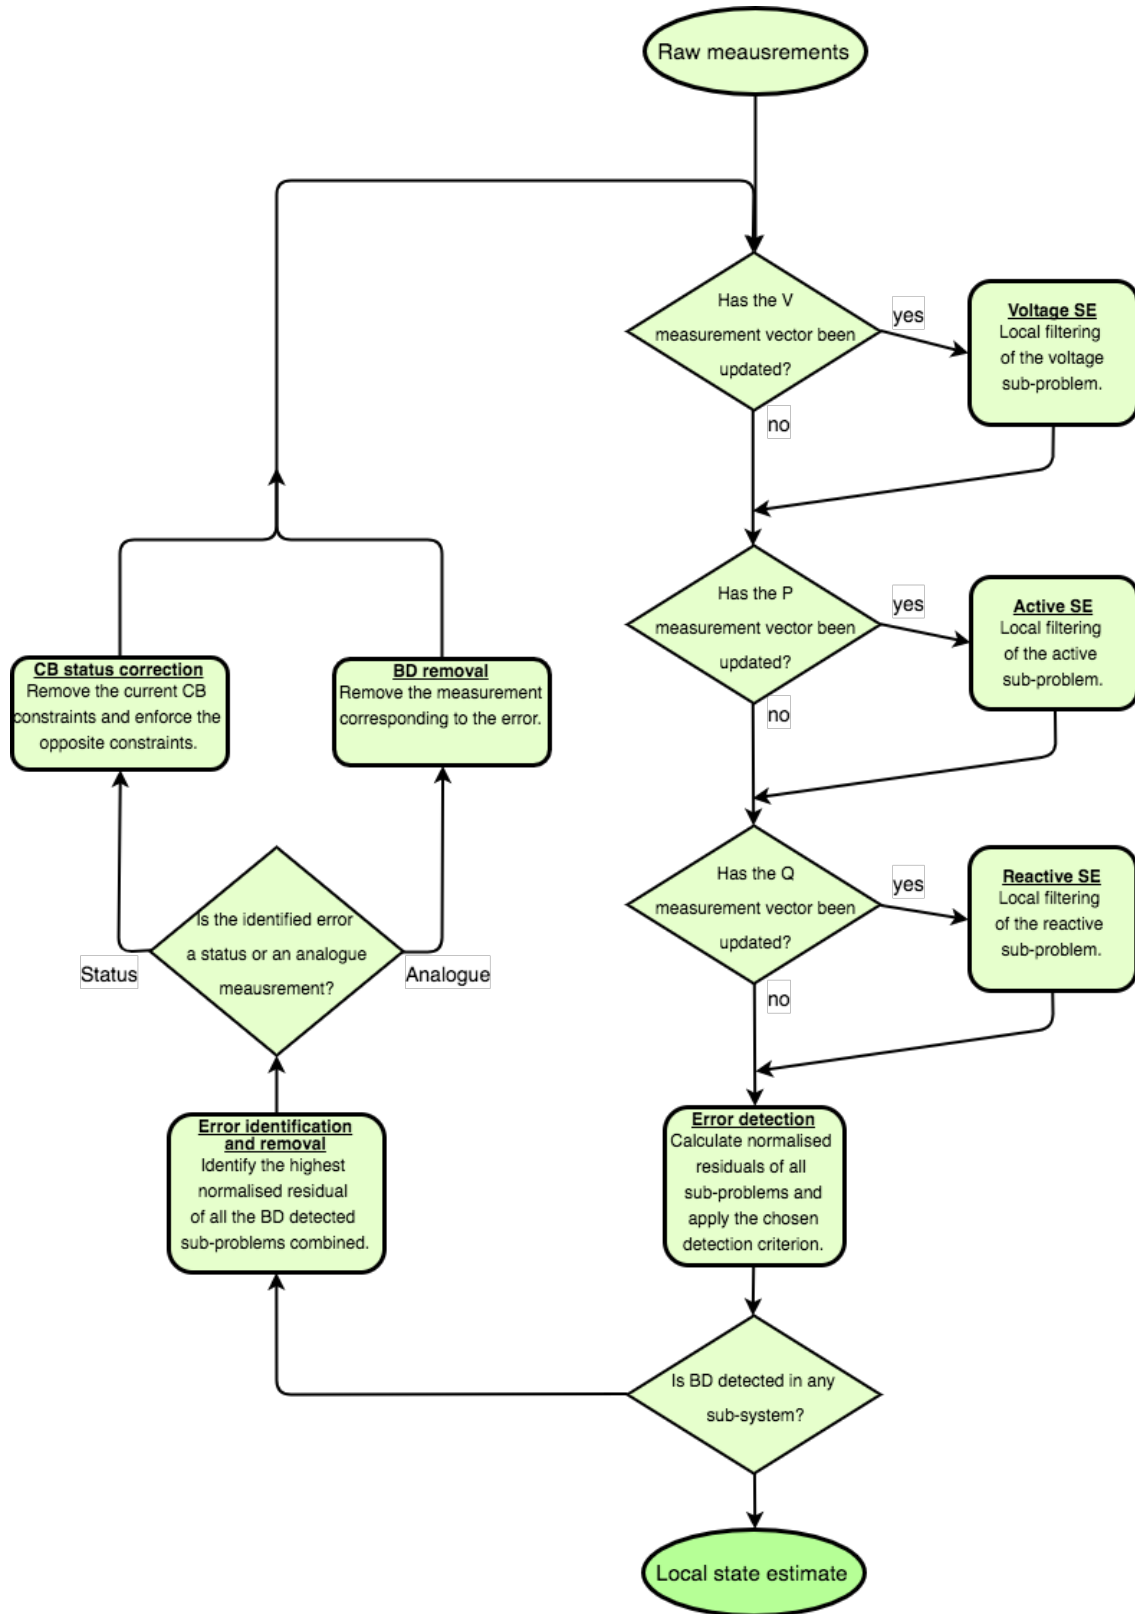 Raw meausrements
Has the V
measurement vector been
updated?
yes
no
Voltage SE
Local filtering
of the voltage
sub-problem.
Has the P
measurement vector been
updated?
yes
no
Active SE
Local filtering
of the active
sub-problem.
Has the Q
measurement vector been
updated?
yes
no
Reactive SE
Local filtering
of the reactive
sub-problem.
Error detection
Calculate normalised
residuals of all
sub-problems and
apply the chosen
detection criterion.
Is BD detected in any
sub-system?
Local state estimate
Error identification
and removal
Identify the highest
normalised residual
of all the BD detected
sub-problems combined.
Is the identified error
a status or an analogue
meausrement?
Status
Analogue
CB status correction
Remove the current CB
constraints and enforce the
opposite constraints.
BD removal
Remove the measurement
corresponding to the error.